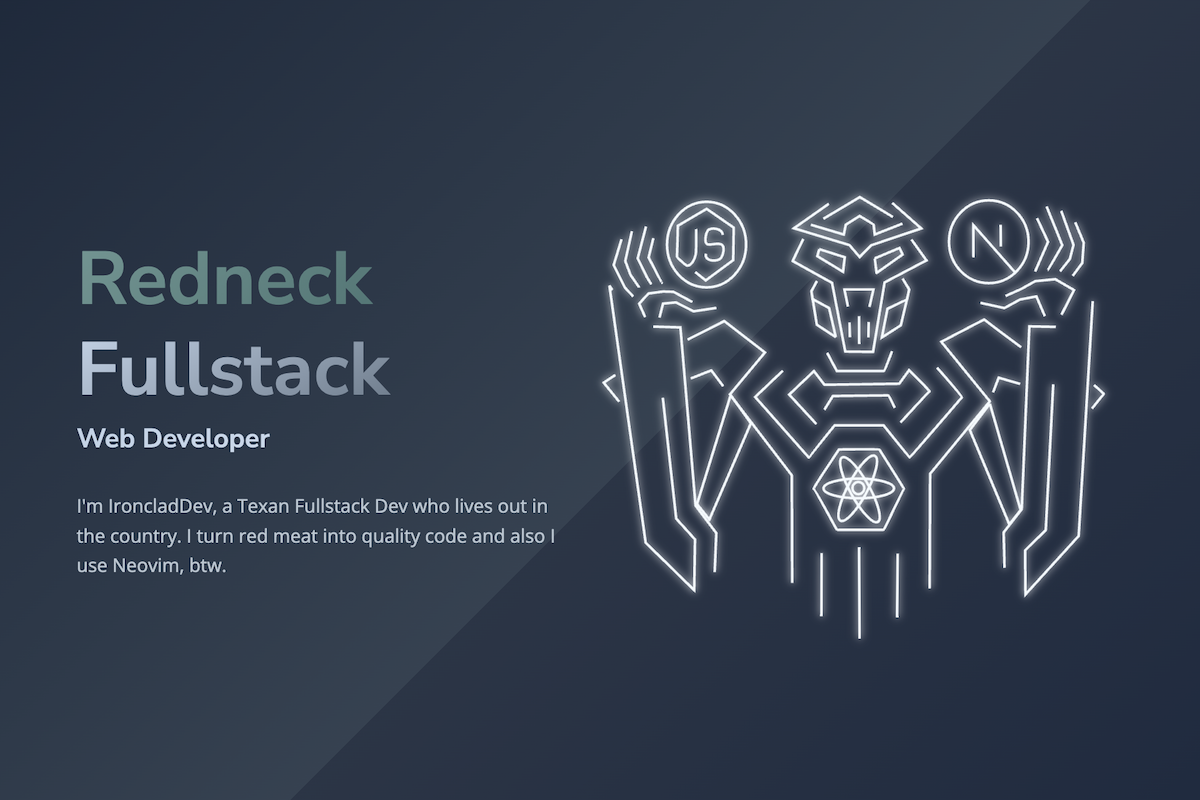 Redneck
Fullstack
Web Developer
I'm IroncladDev, a Texan Fullstack Dev who lives out in
the country. I turn red meat into quality code and also I
use Neovim, btw.
JS
N